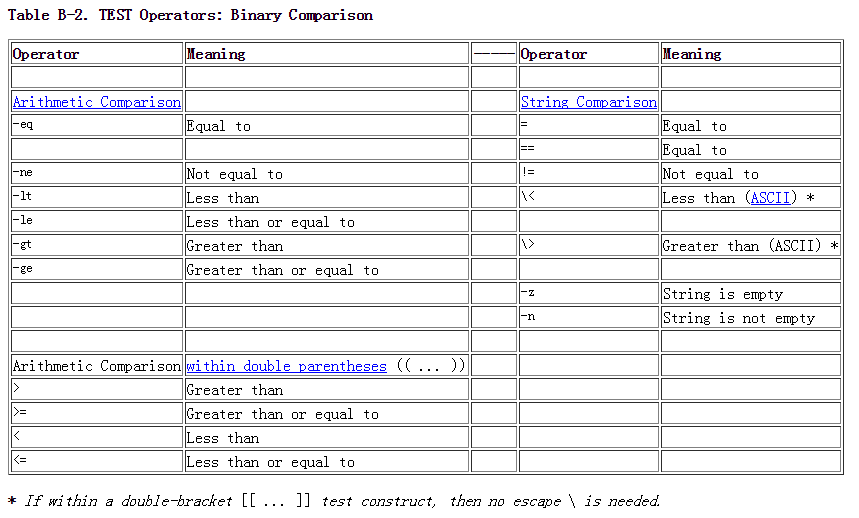 Table B-2. TEST Operators: Binary Comparison
Operator Meaning ----- Operator Meaning
Arithmetic Comparison String Comparison
-eq Equal to = Equal to
== Equal to
-ne Not equal to != Not equal to
-lt Less than \< Less than (ASCII) *
-le Less than or equal to
-gt Greater than \> Greater than (ASCII) *
-ge Greater than or equal to
-z String is empty
-n String is not empty
Arithmetic Comparison within double parentheses (( ... ))
> Greater than
>= Greater than or equal to
< Less than
<= Less than or equal to
* If within a double-bracket [[ ... ]] test construct, then no escape \ is needed.